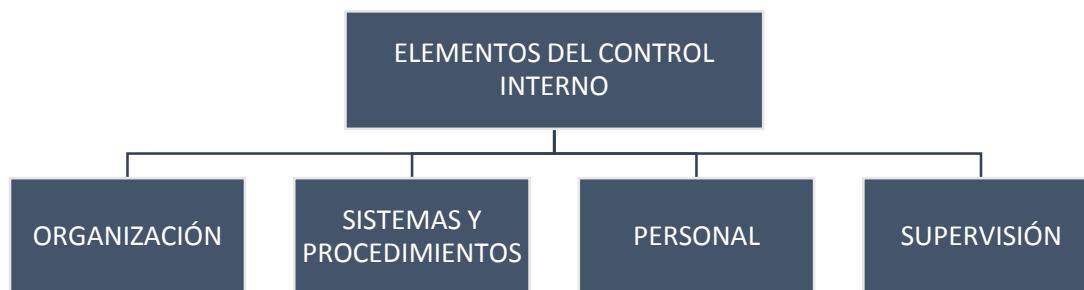 ELEMENTOS DEL CONTROL
INTERNO
ORGANIZACIÓN
SISTEMAS Y
PROCEDIMIENTOS
PERSONAL
SUPERVISIÓN